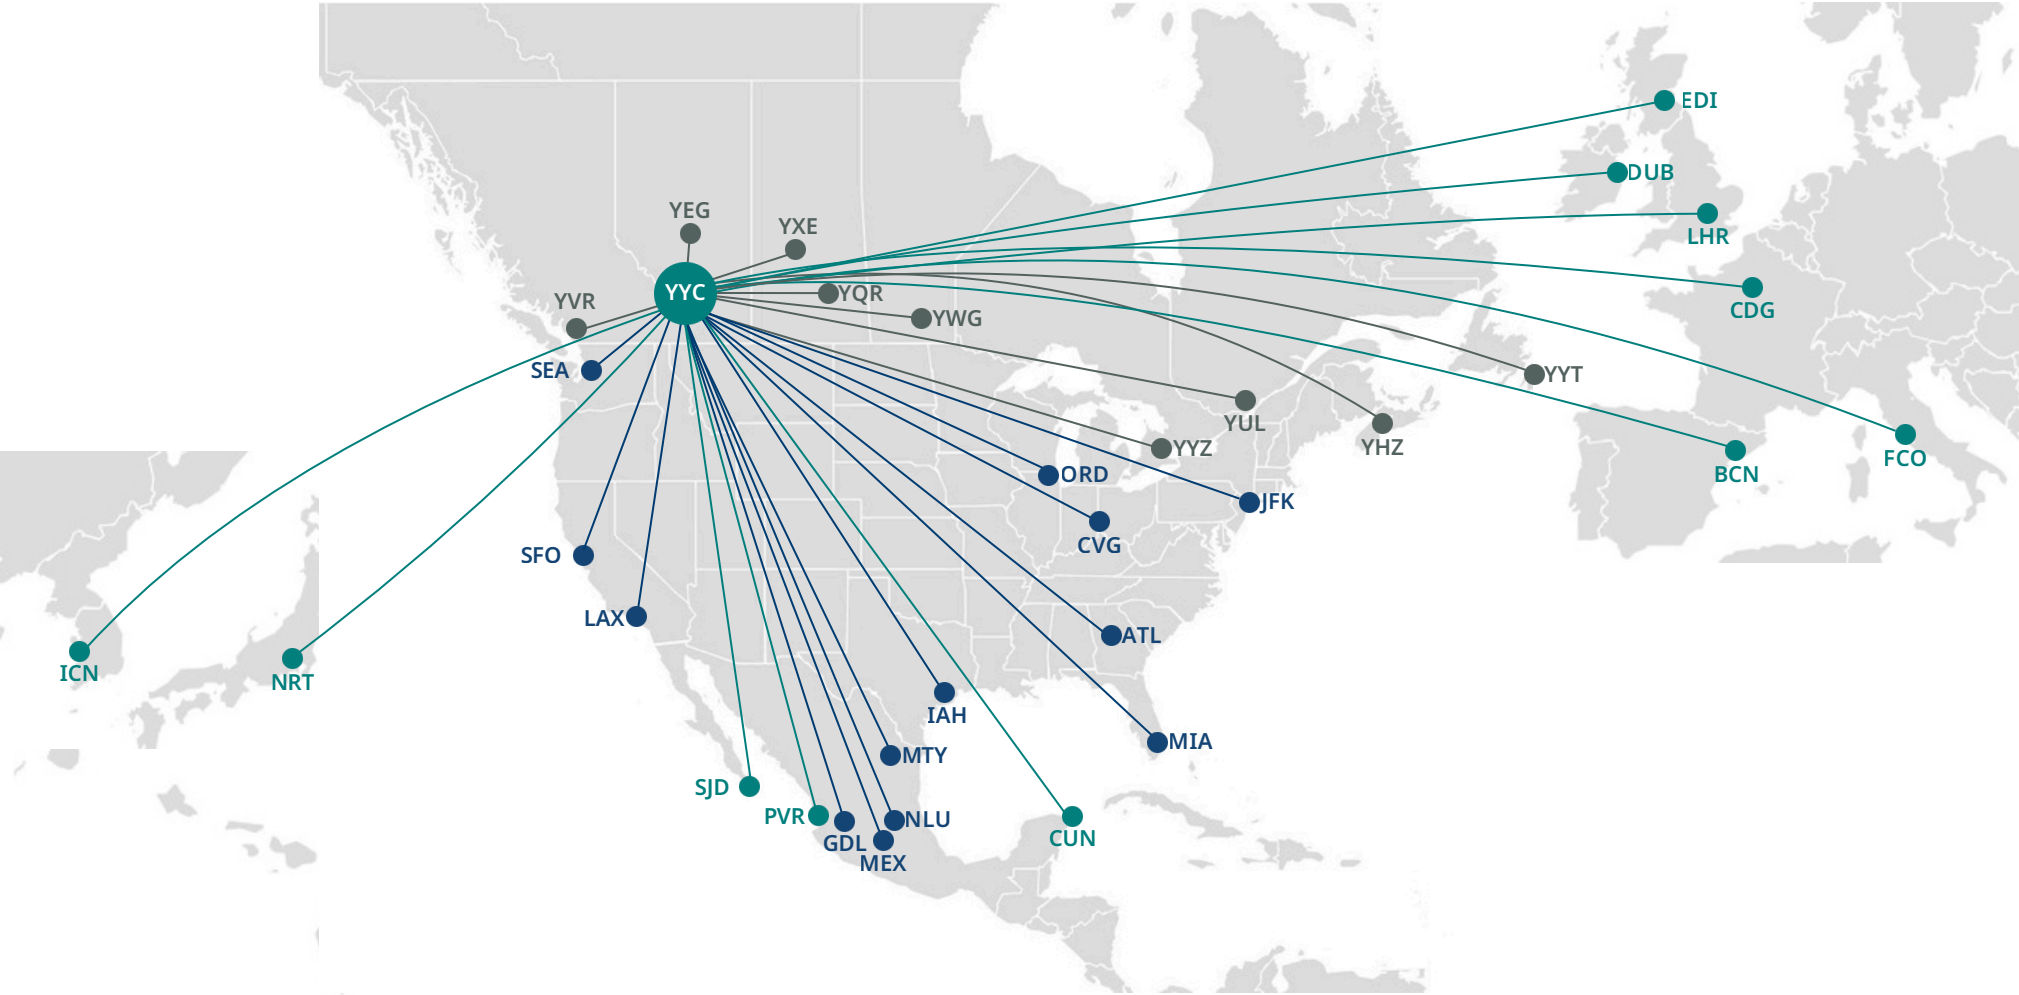 EDI
DUB
YEG
YXE
LHR
YYC
YQR
YVR
CDG
YWG
SEA
YYT
YUL
YHZ
YYZ
FCO
ORD
BCN
JFK
CVG
SFO
LAX
ATL
ICN
NRT
IAH
MIA
MTY
SJD
PVR
NLU
GDL
CUN
MEX